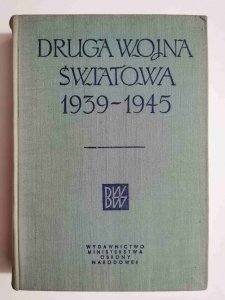 DRUGA WOJNA
ŚWIATOWA
1939-1945
WYDAWNICTWO
MINISTERSTWA
OBRONY
NARODOWEJ